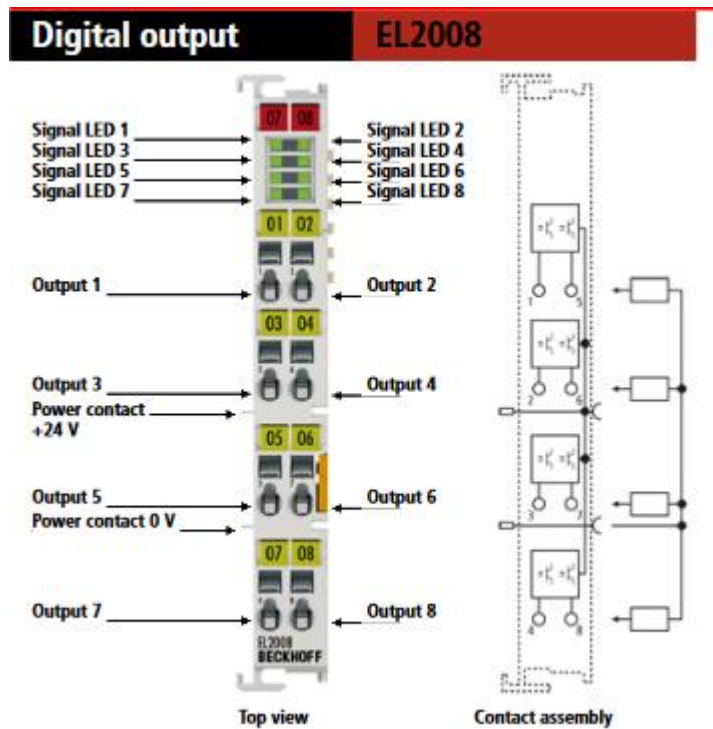 Digital output EL2008
07 08
Signal LED 1 Signal LED 2
Signal LED 3 Signal LED 4
Signal LED 5 Signal LED 6
Signal LED 7 Signal LED 8
01 02
Output 1 Output 2
1 5
03 04
Output 3 Output 4
2 6
Power contact
+24 V
05 06
Output 5 Output 6
3 7
Power contact 0 V
07 08
Output 7 Output 8
4 8
EL2008
BECKHOFF
Top view Contact assembly